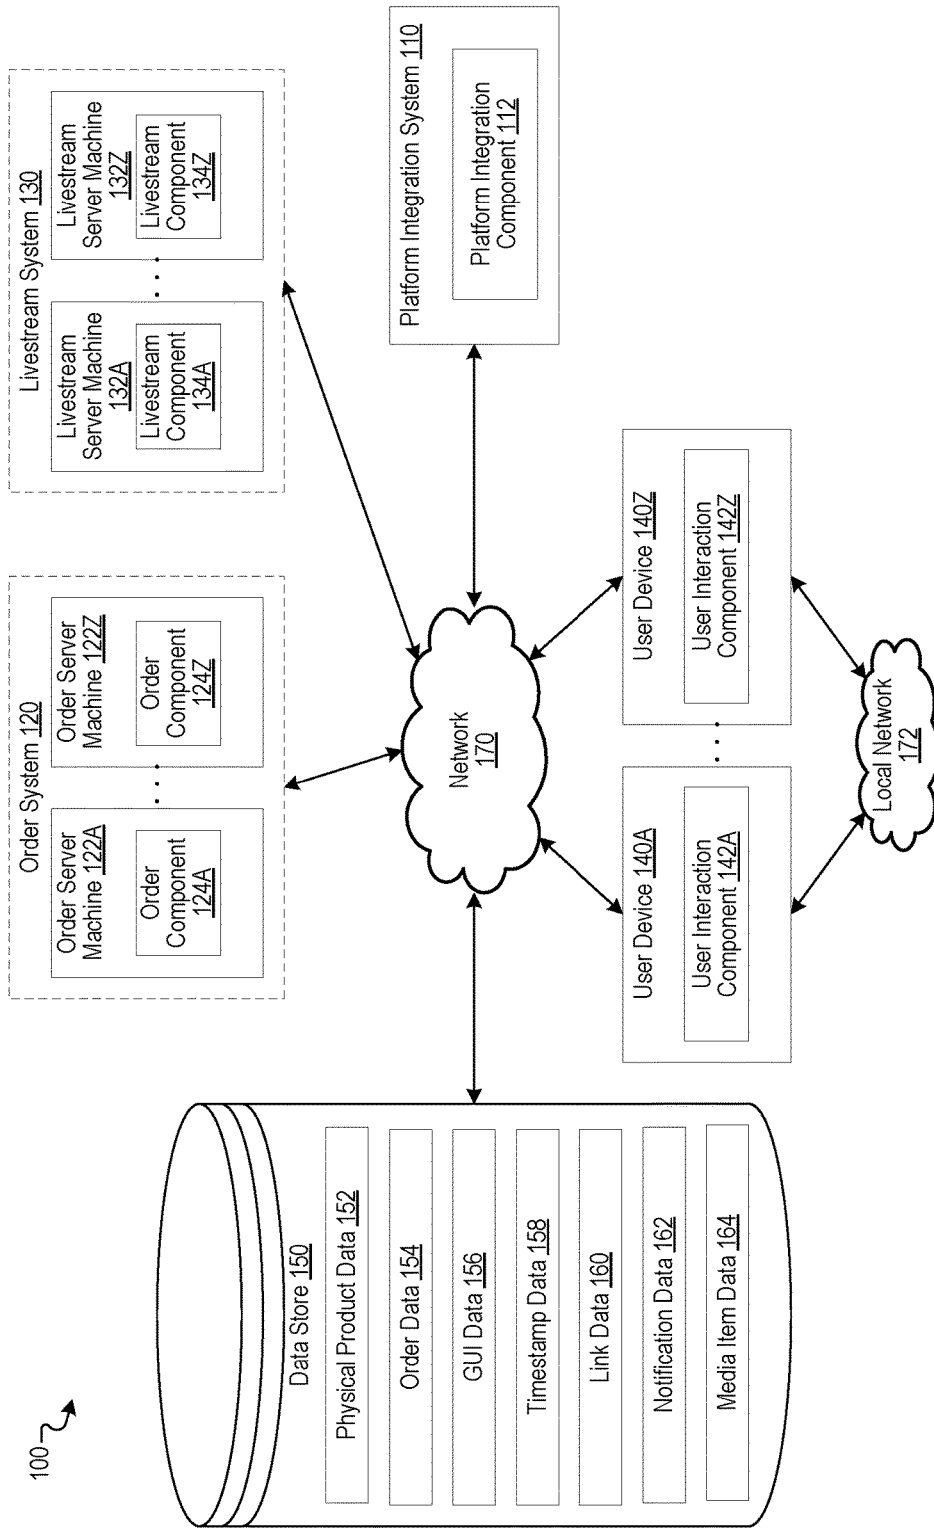 100
Data Store 150
Physical Product Data 152
Order Data 154
GUI Data 156
Timestamp Data 158
Link Data 160
Notification Data 162
Media Item Data 164
Order System 120
Order Server
Machine 122A
Order
Component
124A
. . .
Order Server
Machine 122Z
Order
Component
124Z
Livestream System 130
Livestream
Server Machine
132A
Livestream
Component
134A
. . .
Livestream
Server Machine
132Z
Livestream
Component
134Z
Network
170
Platform Integration System 110
Platform Integration
Component 112
User Device 140A
User Interaction
Component 142A
. . .
User Device 140Z
User Interaction
Component 142Z
Local Network
172